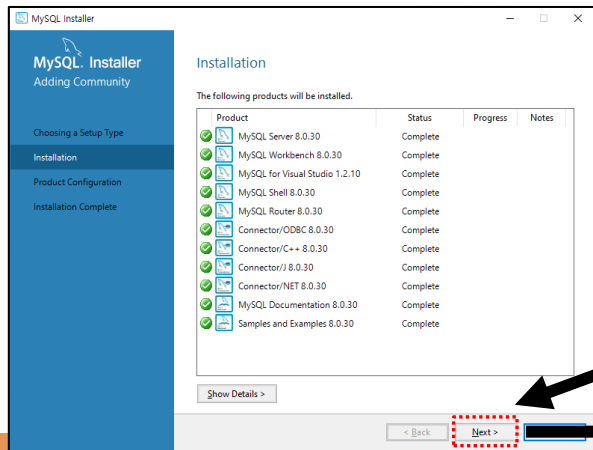 MySQL Installer
MySQL. Installer
Adding Community
Choosing a Setup Type
Installation
Product Configuration
Installation Complete
Installation
The following products will be installed.
Product Status Progress Notes
MySQL Server 8.0.30 Complete
MySQL Workbench 8.0.30 Complete
MySQL for Visual Studio 1.2.10 Complete
MySQL Shell 8.0.30 Complete
MySQL Router 8.0.30 Complete
Connector/ODBC 8.0.30 Complete
Connector/C++ 8.0.30 Complete
Connector/J 8.0.30 Complete
Connector/NET 8.0.30 Complete
MySQL Documentation 8.0.30 Complete
Samples and Examples 8.0.30 Complete
Show Details >
< Back Next >